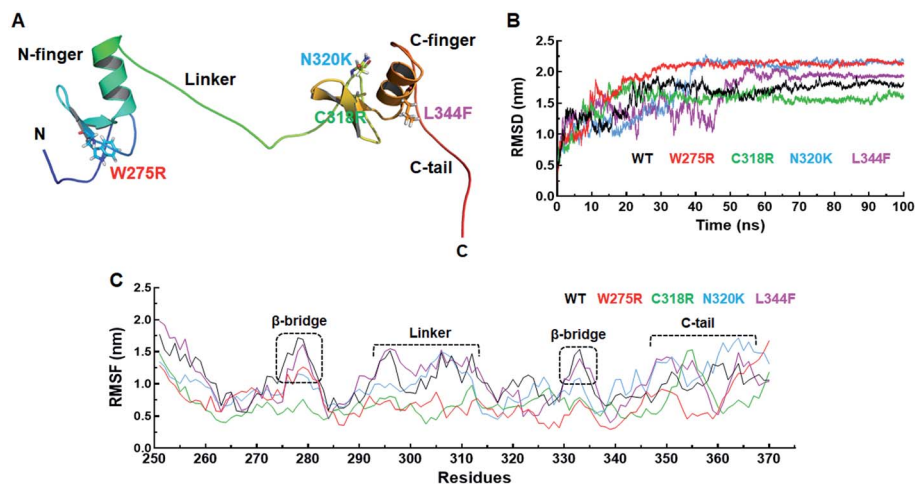 A
N-finger
N
W275R
Linker
N320K
C318R
C-finger
L344F
C-tail
C
B
RMSD (nm)
2.5
2.0
1.5
1.0
0.5
0.0
WT W275R C318R N320K L344F
0 10 20 30 40 50 60 70 80 90 100
Time (ns)
C
RMSF (nm)
2.5
2.0
1.5
1.0
0.5
0.0
WT W275R C318R N320K L344F
β-bridge
Linker
β-bridge
C-tail
250 260 270 280 290 300 310 320 330 340 350 360 370
Residues